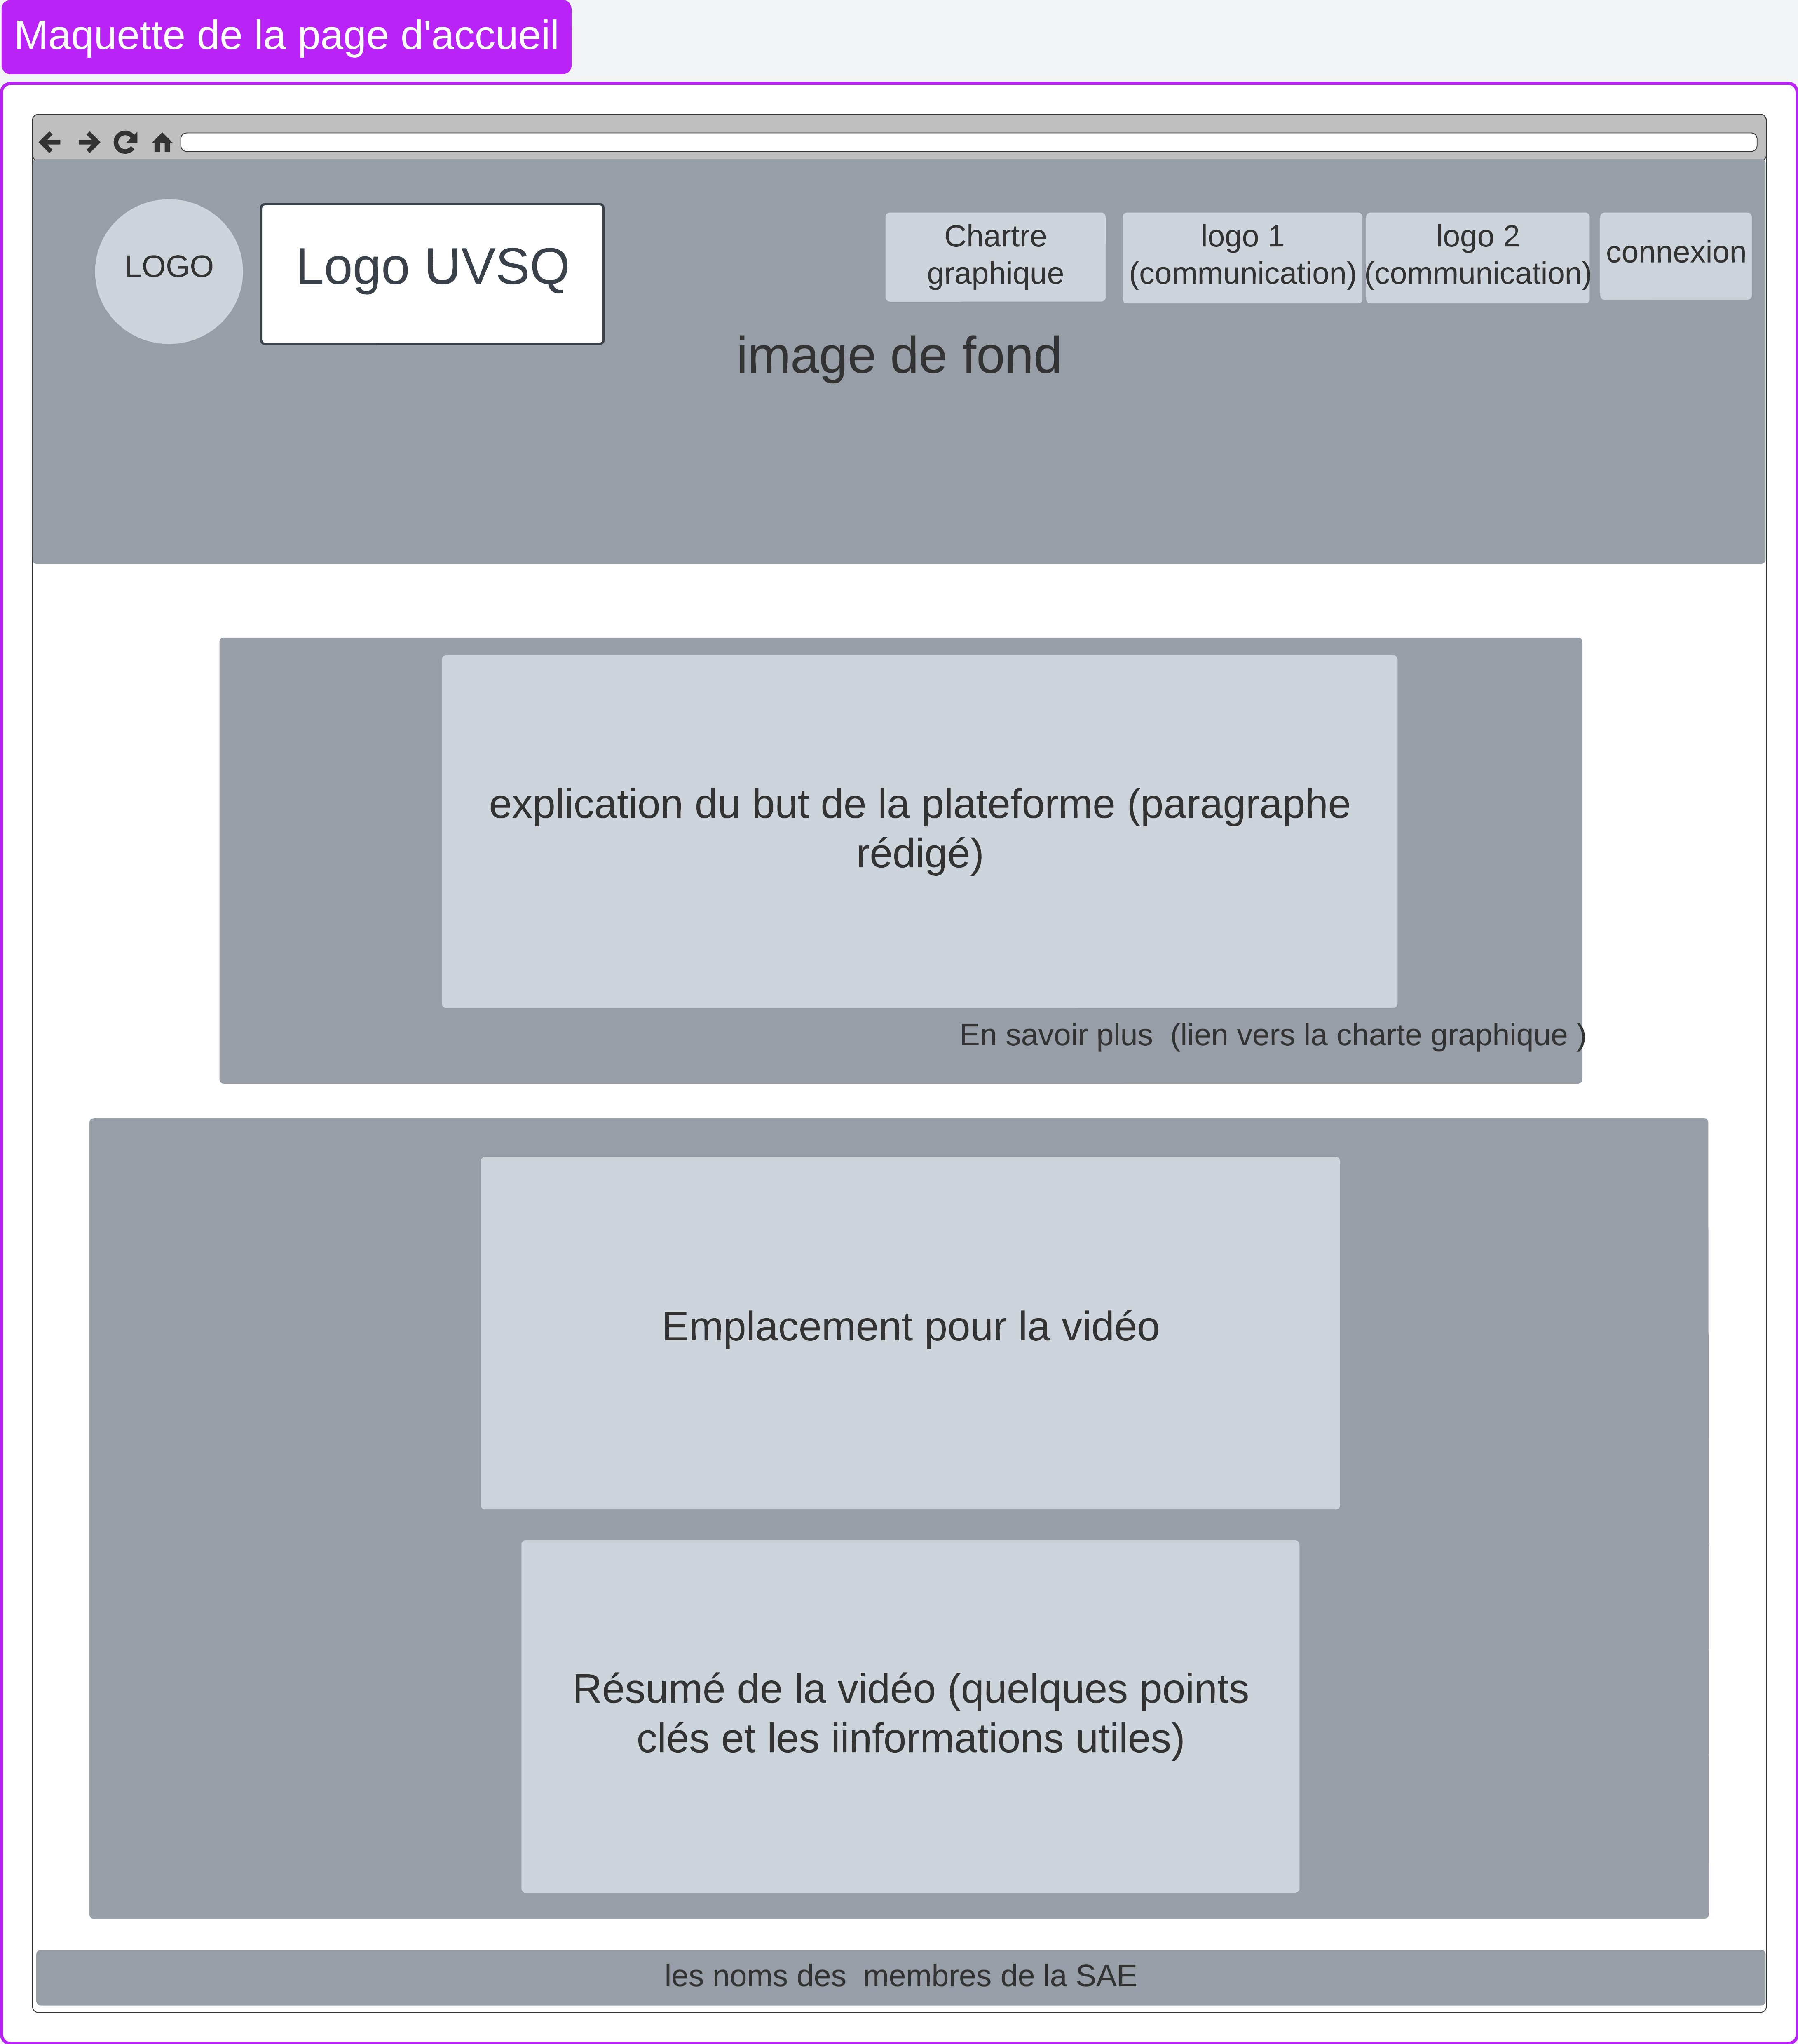 Maquette de la page d'accueil
LOGO
Logo UVSQ
Chartre
graphique
logo 1
(communication)
logo 2
(communication)
connexion
image de fond
explication du but de la plateforme (paragraphe
rédigé)
En savoir plus  (lien vers la charte graphique )
Emplacement pour la vidéo
Résumé de la vidéo (quelques points
clés et les iinformations utiles)
les noms des  membres de la SAE